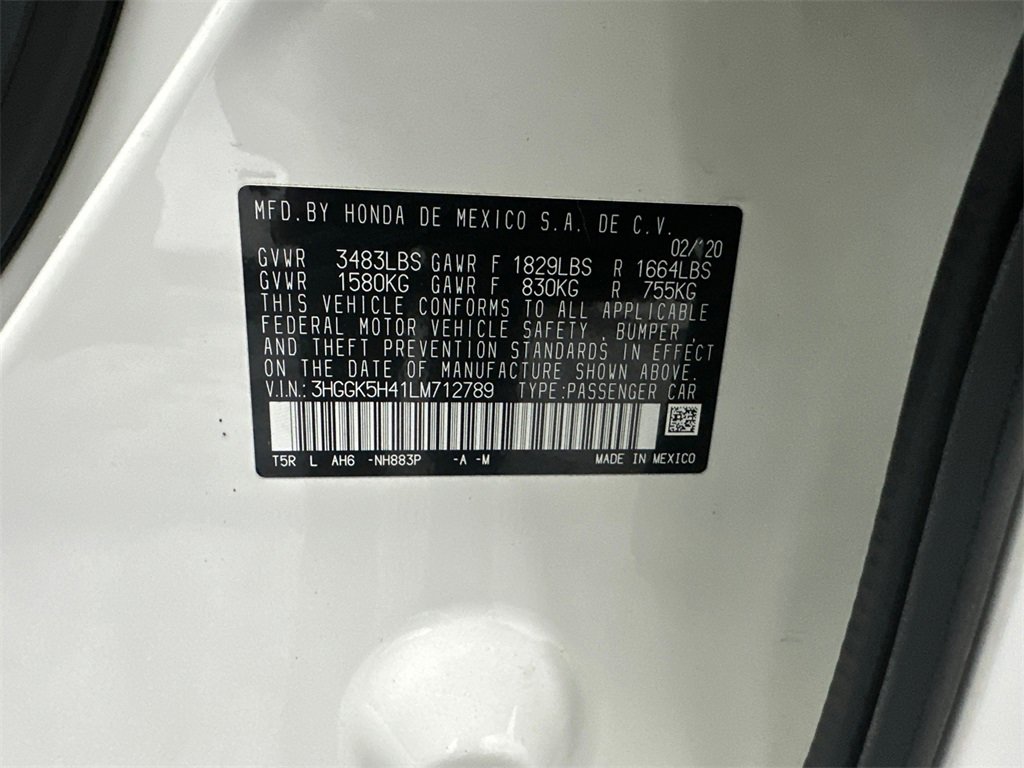 MFD.BY HONDA DE MEXICO S.A. DE C.V.
02/20
GVWR 3483LBS GAWR F 1829LBS R 1664LBS
GVWR 1580KG GAWR F 830KG R 755KG
THIS VEHICLE CONFORMS TO ALL APPLICABLE
FEDERAL MOTOR VEHICLE SAFETY, BUMPER,
AND THEFT PREVENTION STANDARDS IN EFFECT
ON THE DATE OF MANUFACTURE SHOWN ABOVE.
V.I.N.: 3HGGK5H41LM712789 TYPE:PASSENGER CAR
T5R L AH6 -NH883P -A -M MADE IN MEXICO